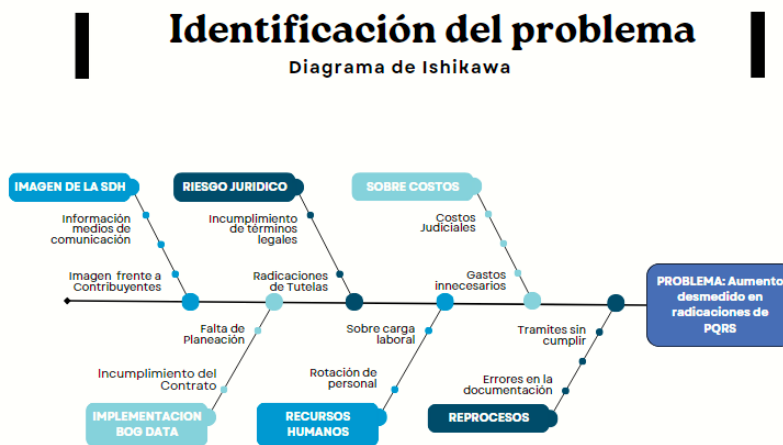 Identificación del problema
Diagrama de Ishikawa
IMAGEN DE LA SDH
RIESGO JURIDICO
SOBRE COSTOS
Información
medios de
comunicación
Incumplimiento
de términos
legales
Costos
Judiciales
Imagen frente a
Contribuyentes
Radicaciones
de Tutelas
Gastos
innecesarios
PROBLEMA: Aumento
desmedido en
radicaciones de
PQRS
Falta de
Planeación
Sobre carga
laboral
Tramites sin
cumplir
Incumplimiento del
Contrato
Rotación de
personal
Errores en la
documentación
IMPLEMENTACION
BOG DATA
RECURSOS
HUMANOS
REPROCESOS